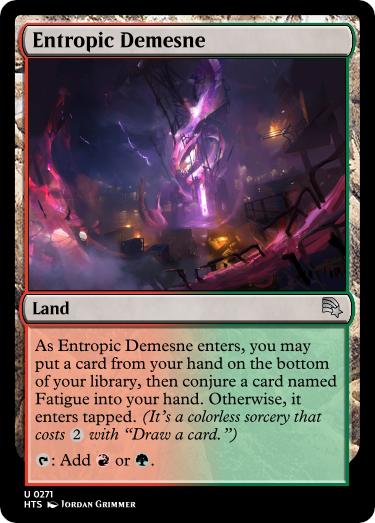 Entropic Demesne
Land
As Entropic Demesne enters, you may
put a card from your hand on the bottom
of your library, then conjure a card named
Fatigue into your hand. Otherwise, it
enters tapped. (It's a colorless sorcery that
costs 2 with “Draw a card.”)
: Add or .
U 0271
HTS Jordan Grimmer